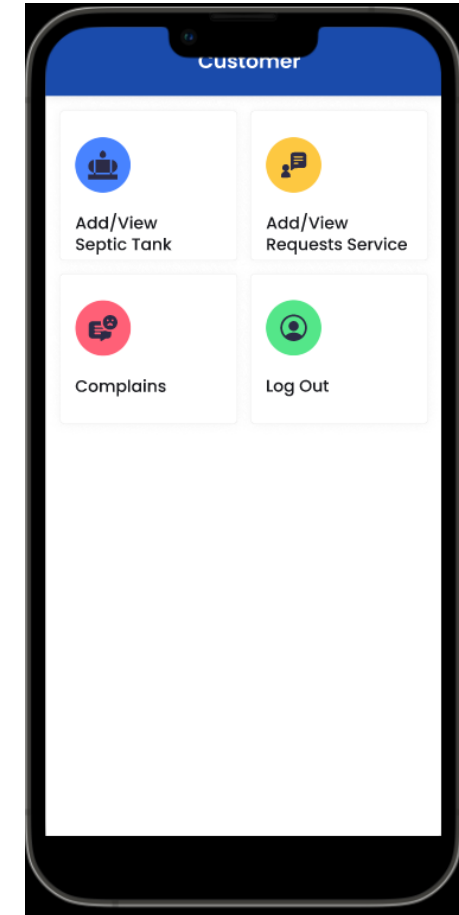 Customer
Add/View
Septic Tank
Add/View
Requests Service
Complains
Log Out